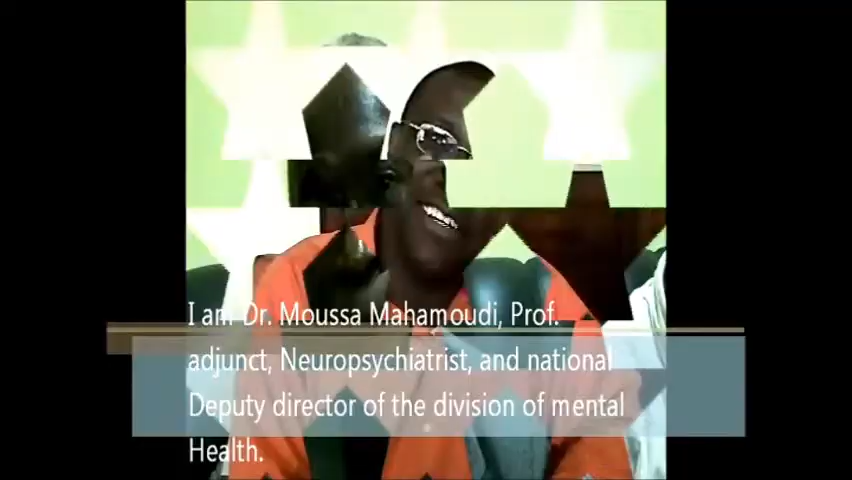 I am Dr. Moussa Mahamoudi, Prof.
adjunct, Neuropsychiatrist, and national
Deputy director of the division of mental
Health.